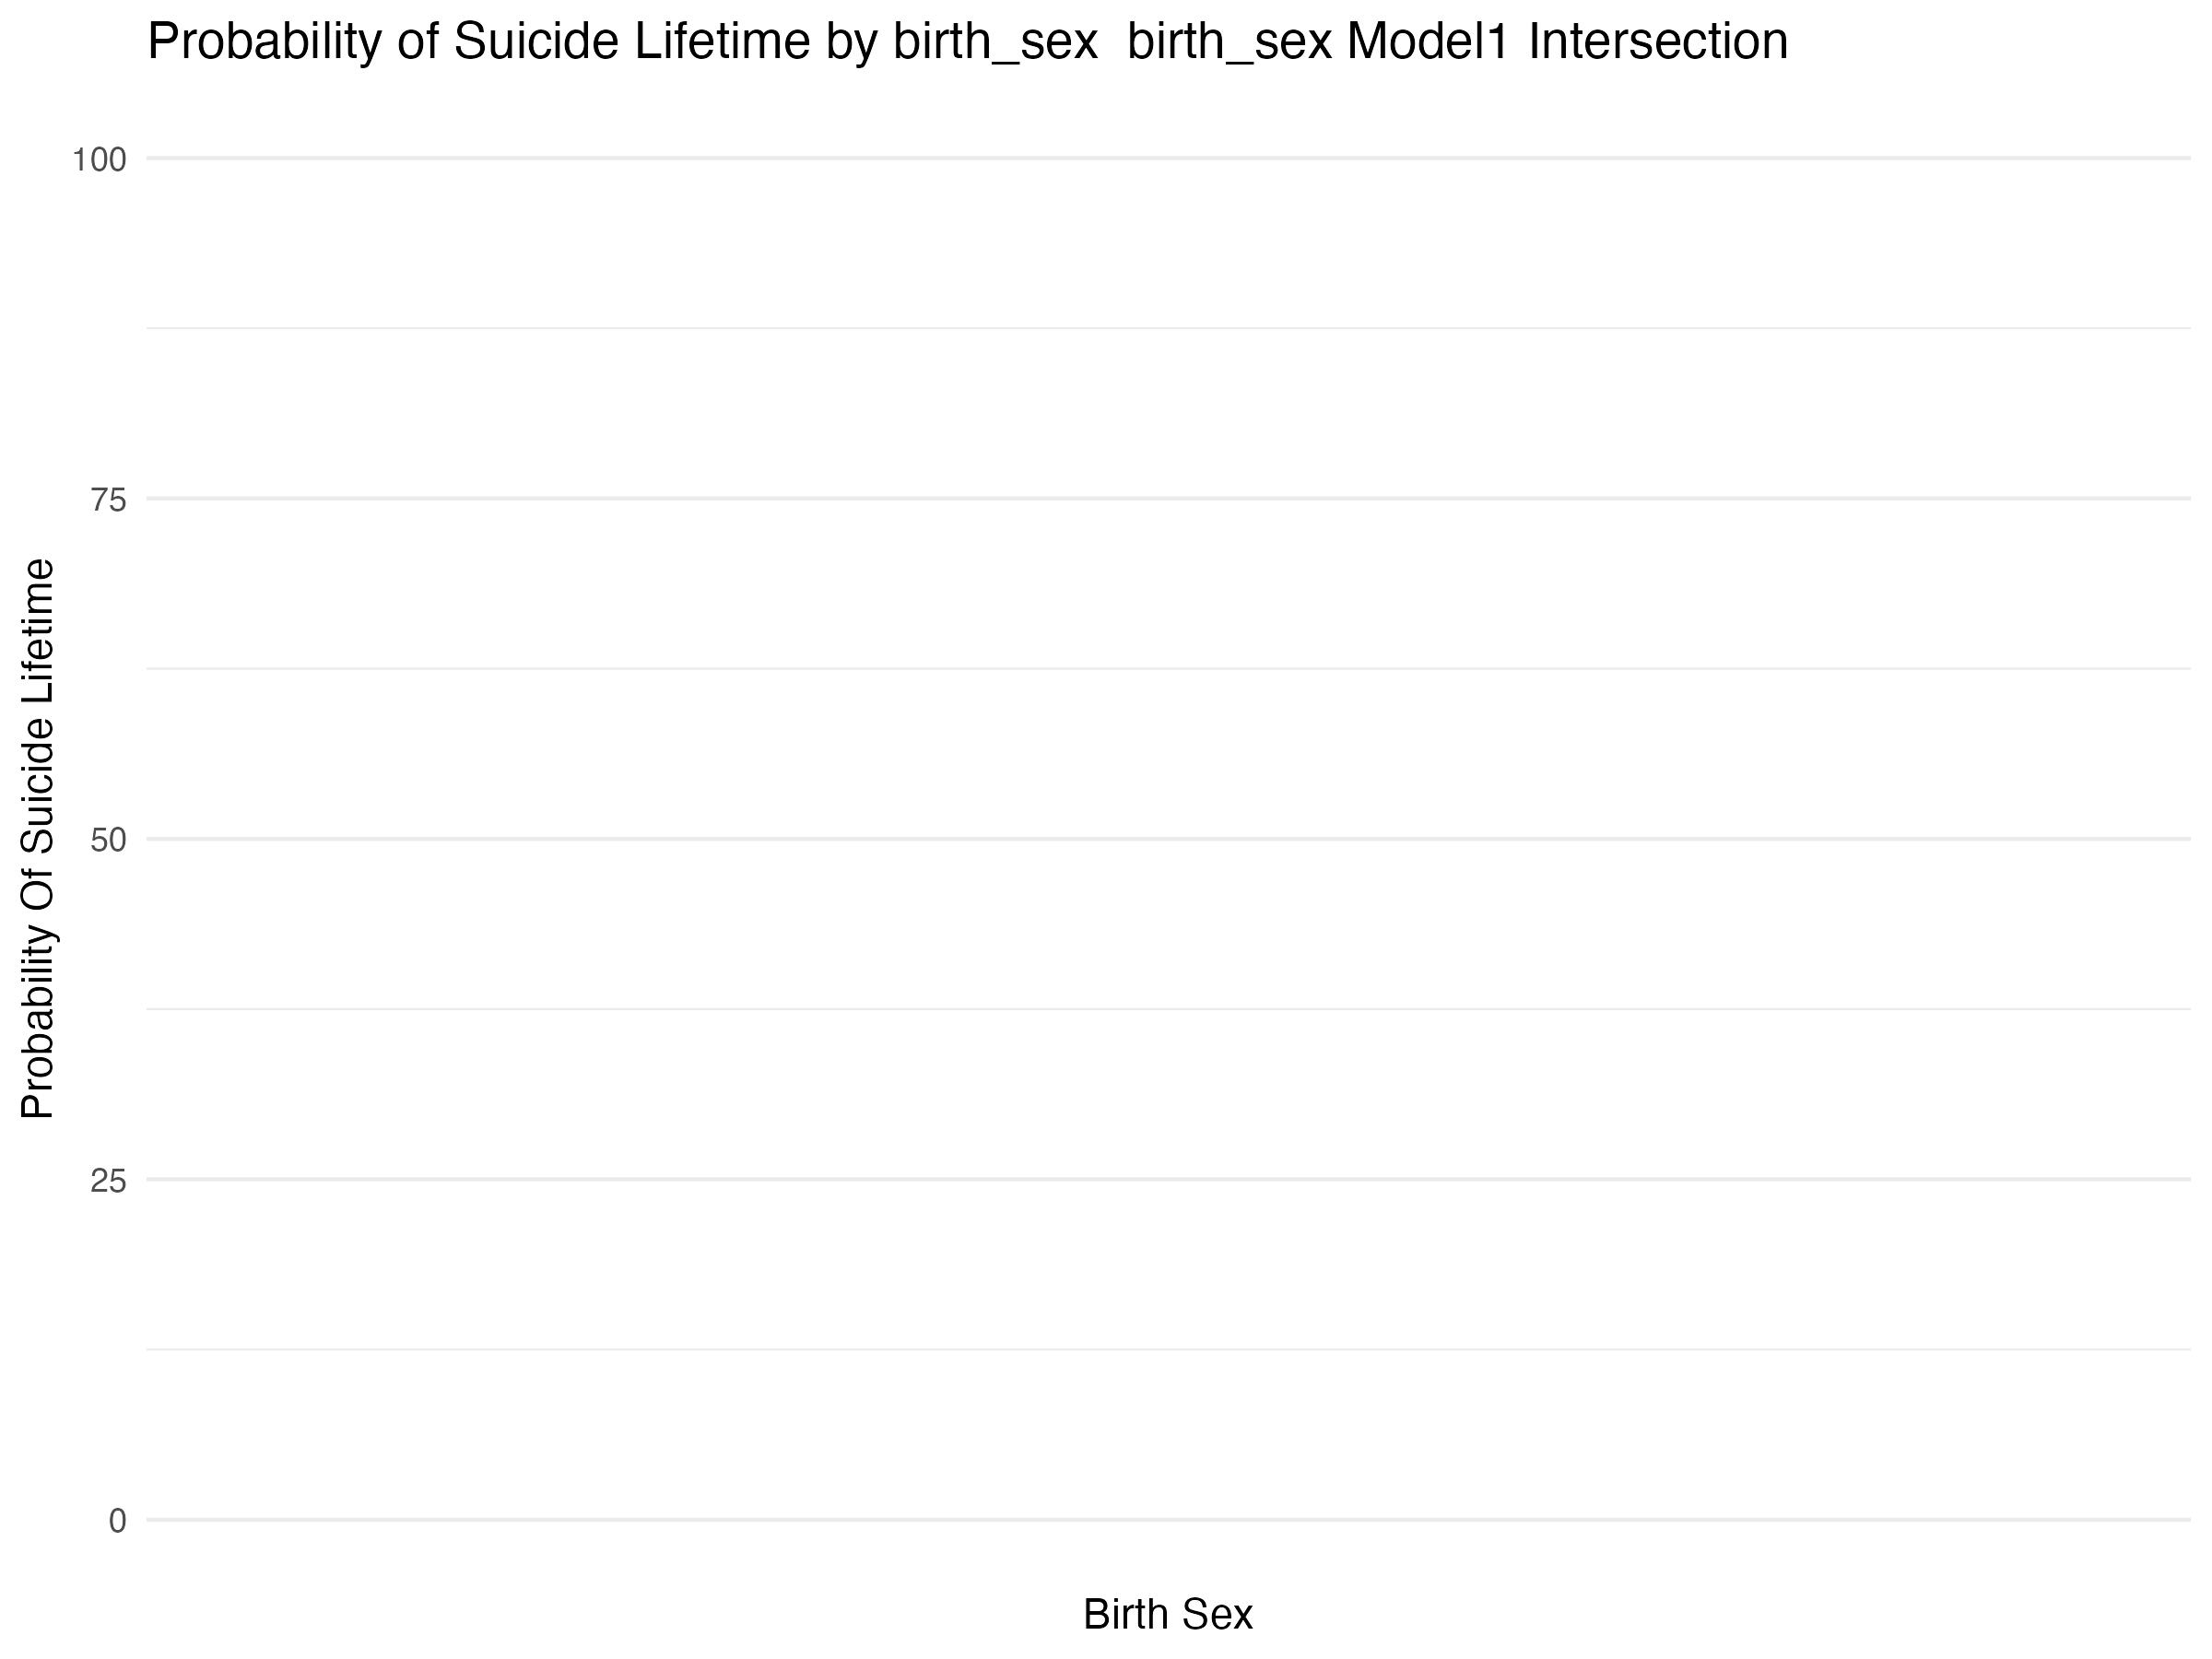 Probability of Suicide Lifetime by birth_sex  birth_sex Model1 Intersection
100
75
50
25
0
Probability Of Suicide Lifetime
Birth Sex